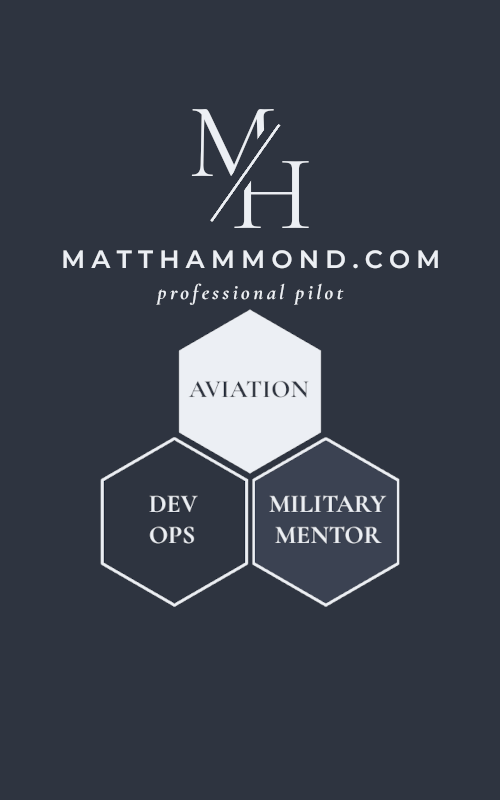 M/H
MATTHAMMOND.COM
professional pilot
AVIATION
DEV
OPS
MILITARY
MENTOR